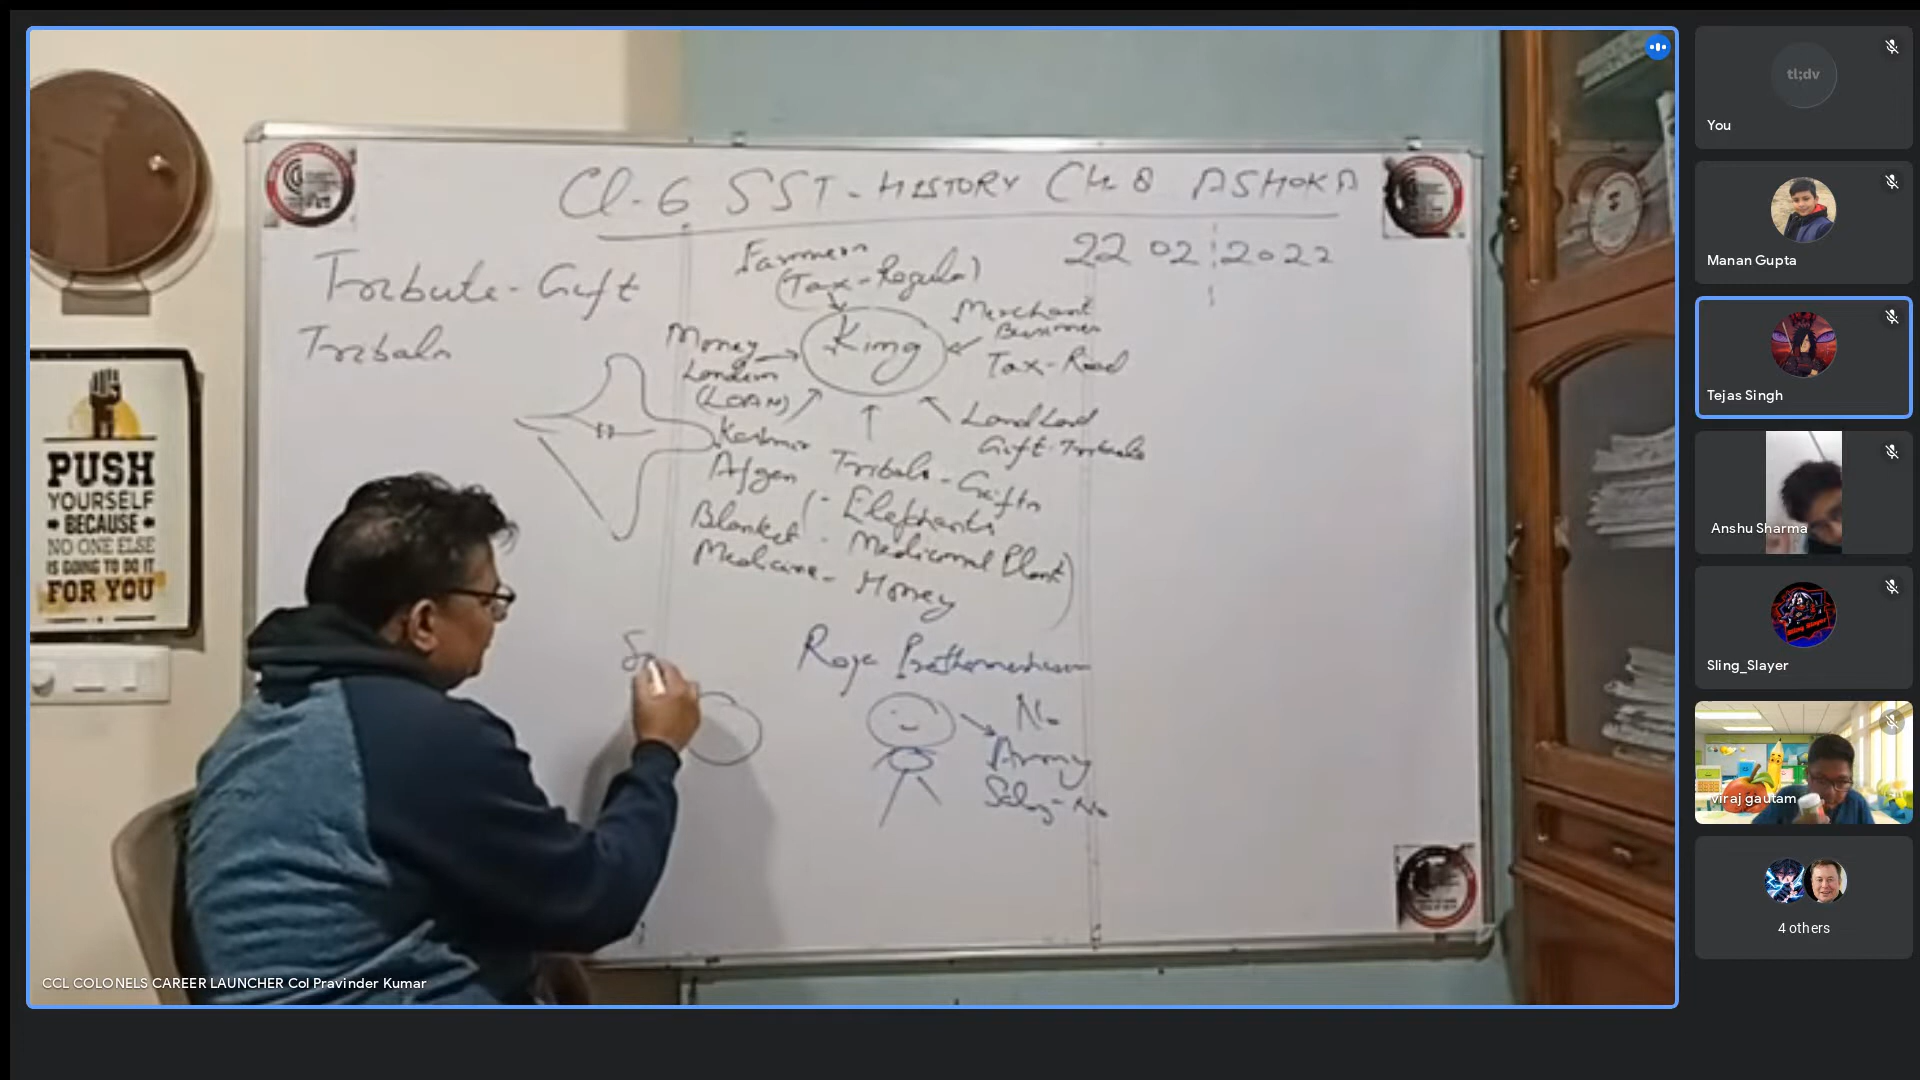 Cl-6 SST-HISTORY CH 8 ASHOKA
22 02 2022
Tribute-Gift
Tribals
Farmers
(Tax-Regular)
King
Merchant
Tax-Road
Money
Lenders
(LOAN)
Landlord
Gift-
Kashmir
Afgan
Blanket
Medicine-
Tribals-Gifts
(-Elephants
-Medicinal Plant)
Money
Raja
No
Army
Salary-No
PUSH
YOURSELF
BECAUSE
NO ONE ELSE
IS GOING TO DO IT
FOR YOU
CCL COLONELS CAREER LAUNCHER Col Pravinder Kumar
tl;dv
You
Manan Gupta
Tejas Singh
Anshu Sharma
Sling_Slayer
viraj gautam
4 others